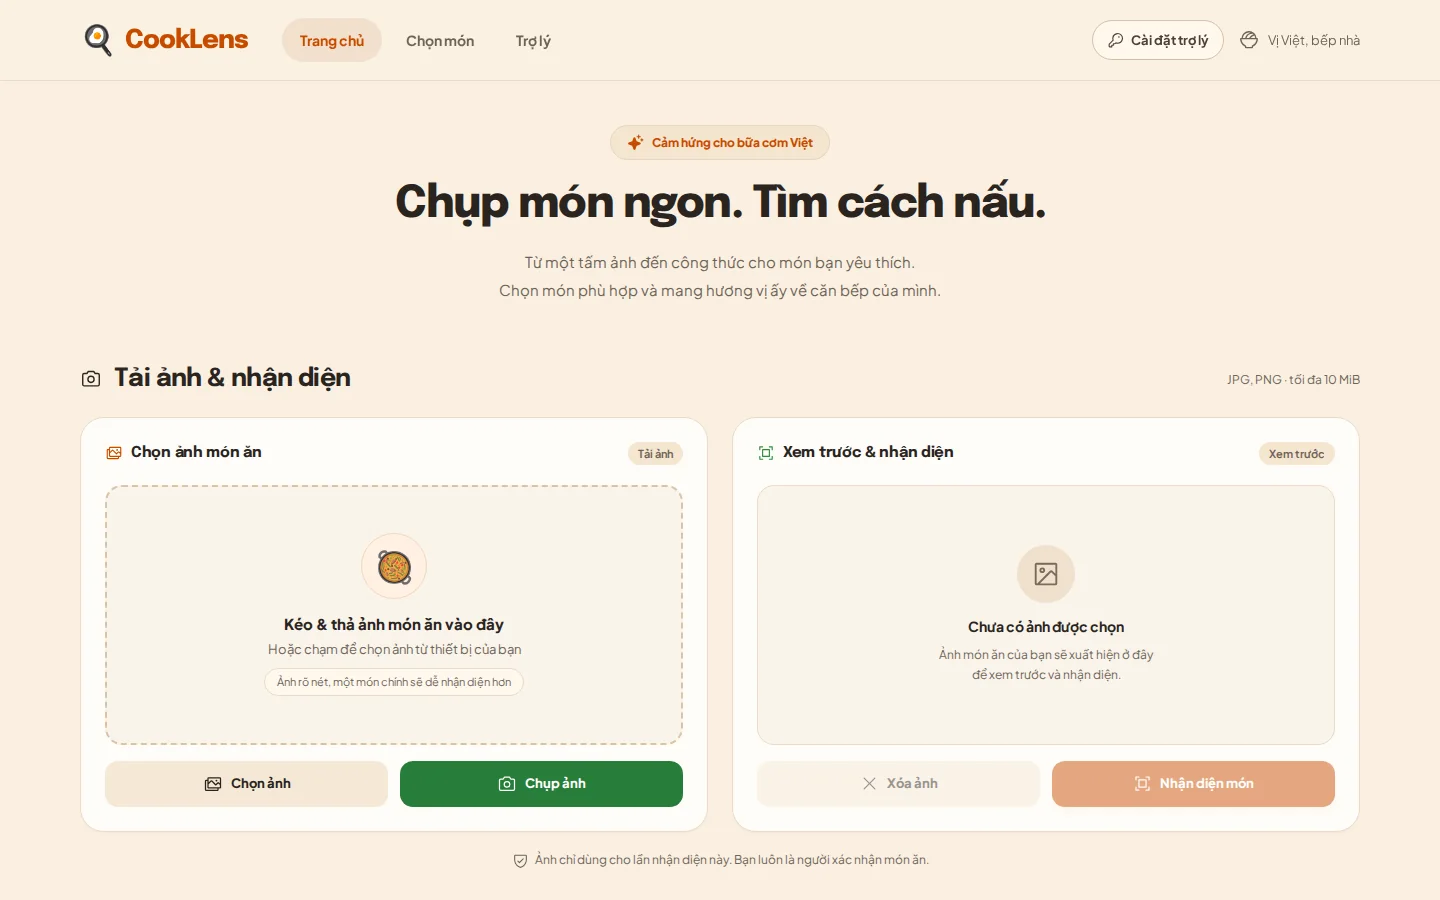 CookLens
Trang chủ
Chọn món
Trợ lý
Cài đặt trợ lý
Vị Việt, bếp nhà
Cảm hứng cho bữa cơm Việt
Chụp món ngon. Tìm cách nấu.
Từ một tấm ảnh đến công thức cho món bạn yêu thích.
Chọn món phù hợp và mang hương vị ấy về căn bếp của mình.
Tải ảnh & nhận diện
JPG, PNG · tối đa 10 MiB
Chọn ảnh món ăn
Tải ảnh
Kéo & thả ảnh món ăn vào đây
Hoặc chạm để chọn ảnh từ thiết bị của bạn
Ảnh rõ nét, một món chính sẽ dễ nhận diện hơn
Chọn ảnh
Chụp ảnh
Xem trước & nhận diện
Xem trước
Chưa có ảnh được chọn
Ảnh món ăn của bạn sẽ xuất hiện ở đây
để xem trước và nhận diện.
Xóa ảnh
Nhận diện món
Ảnh chỉ dùng cho lần nhận diện này. Bạn luôn là người xác nhận món ăn.